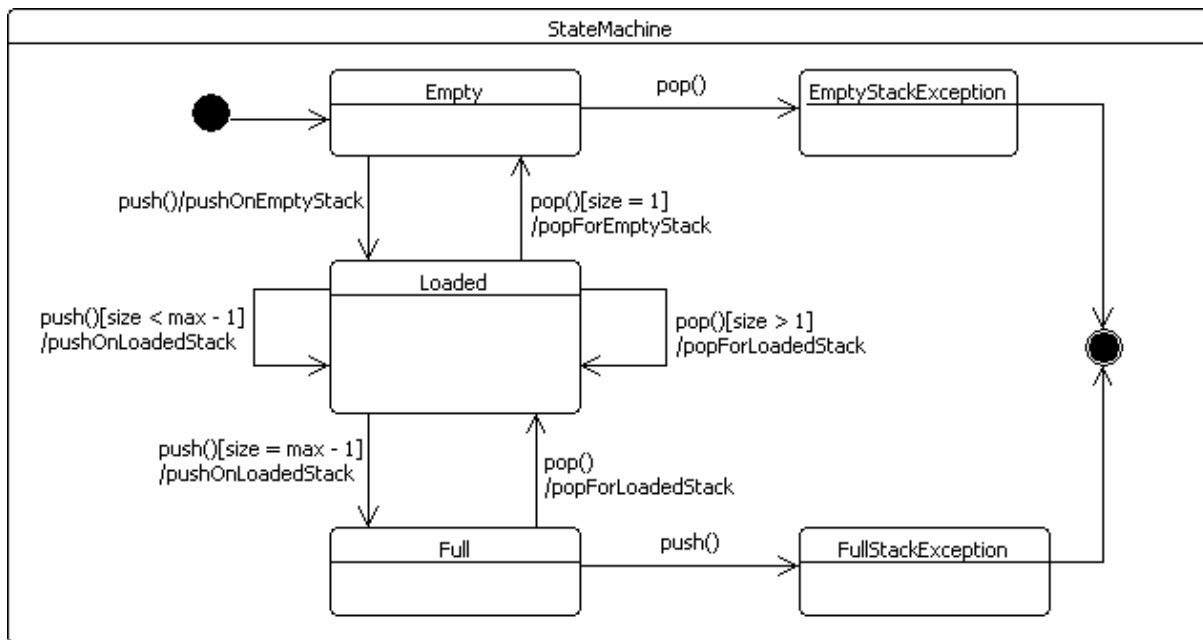 StateMachine
Empty
pop()
EmptyStackException
push()/pushOnEmptyStack
pop()[size = 1]
/popForEmptyStack
Loaded
push()[size < max - 1]
/pushOnLoadedStack
pop()[size > 1]
/popForLoadedStack
push()[size = max - 1]
/pushOnLoadedStack
pop()
/popForLoadedStack
Full
push()
FullStackException